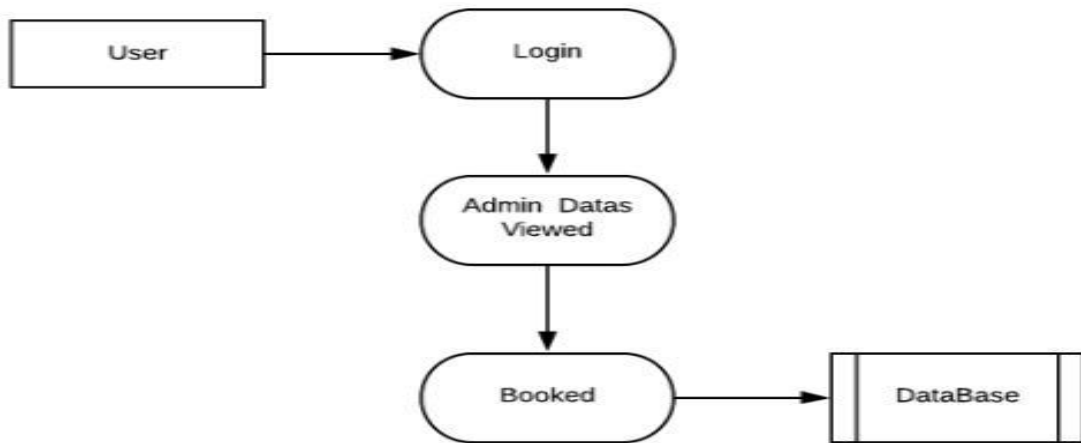 User
Login
Admin Datas
Viewed
Booked
DataBase